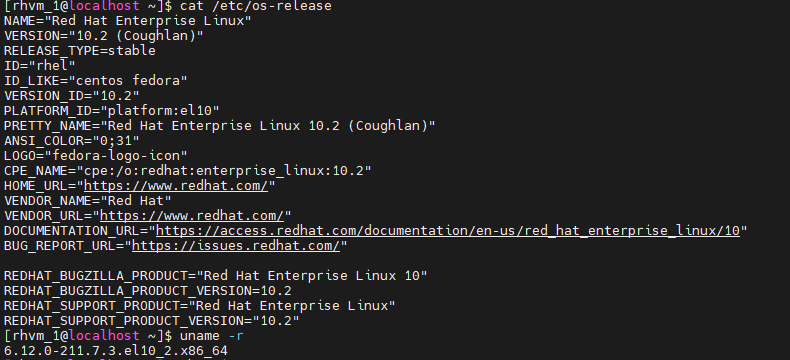 [rhvm_1@localhost ~]$ cat /etc/os-release
NAME="Red Hat Enterprise Linux"
VERSION="10.2 (Coughlan)"
RELEASE_TYPE=stable
ID="rhel"
ID_LIKE="centos fedora"
VERSION_ID="10.2"
PLATFORM_ID="platform:el10"
PRETTY_NAME="Red Hat Enterprise Linux 10.2 (Coughlan)"
ANSI_COLOR="0;31"
LOGO="fedora-logo-icon"
CPE_NAME="cpe:/o:redhat:enterprise_linux:10.2"
HOME_URL="https://www.redhat.com/"
VENDOR_NAME="Red Hat"
VENDOR_URL="https://www.redhat.com/"
DOCUMENTATION_URL="https://access.redhat.com/documentation/en-us/red_hat_enterprise_linux/10"
BUG_REPORT_URL="https://issues.redhat.com/"

REDHAT_BUGZILLA_PRODUCT="Red Hat Enterprise Linux 10"
REDHAT_BUGZILLA_PRODUCT_VERSION=10.2
REDHAT_SUPPORT_PRODUCT="Red Hat Enterprise Linux"
REDHAT_SUPPORT_PRODUCT_VERSION="10.2"
[rhvm_1@localhost ~]$ uname -r
6.12.0-211.7.3.el10_2.x86_64